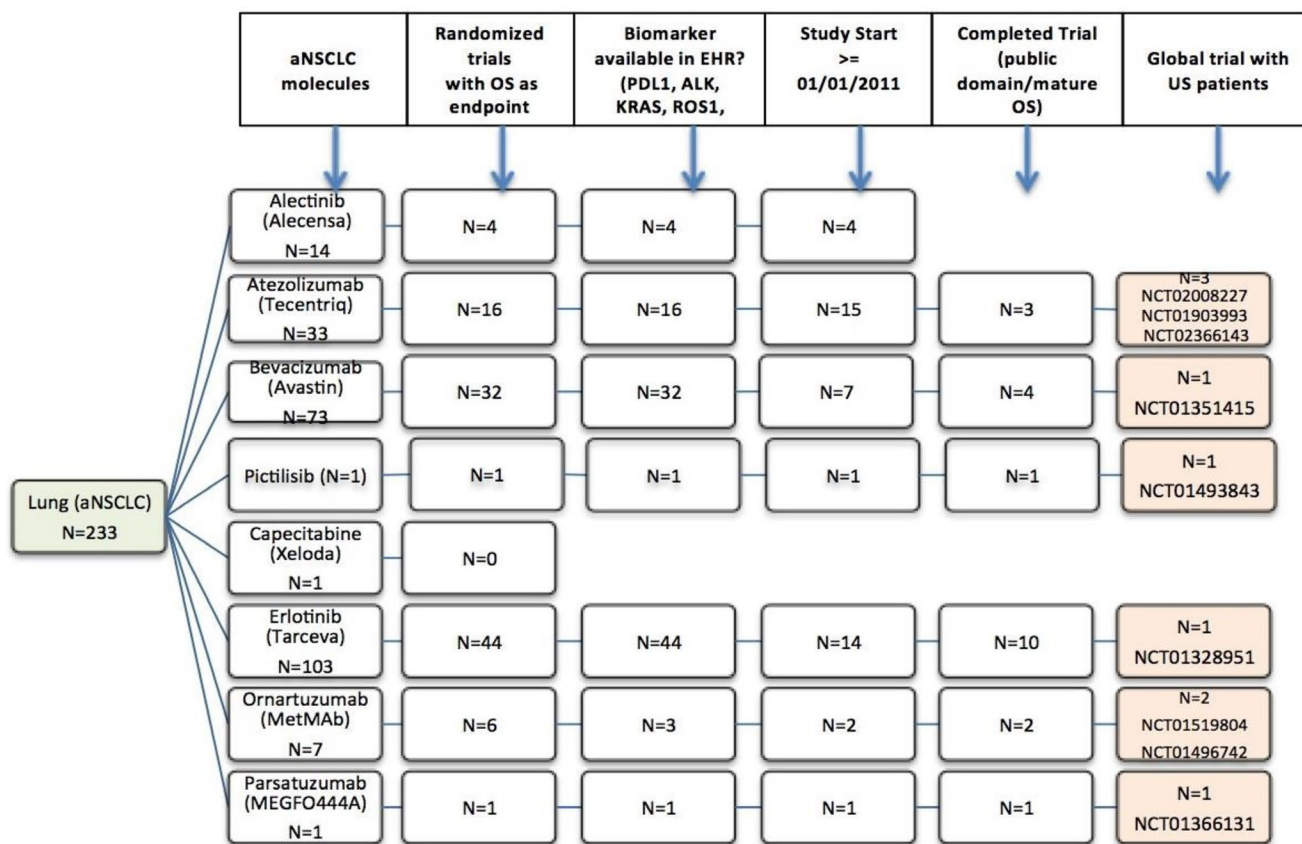 aNSCLC
molecules
Randomized
trials
with OS as
endpoint
Biomarker
available in EHR?
(PDL1, ALK,
KRAS, ROS1,
Study Start
>=
01/01/2011
Completed Trial
(public
domain/mature
OS)
Global trial with
US patients
Lung (aNSCLC)
N=233
Alectinib
(Alecensa)
N=14
N=4
N=4
N=4
Atezolizumab
(Tecentriq)
N=33
N=16
N=16
N=15
N=3
N=3
NCT02008227
NCT01903993
NCT02366143
Bevacizumab
(Avastin)
N=73
N=32
N=32
N=7
N=4
N=1
NCT01351415
Pictilisib (N=1)
N=1
N=1
N=1
N=1
N=1
NCT01493843
Capecitabine
(Xeloda)
N=1
N=0
Erlotinib
(Tarceva)
N=103
N=44
N=44
N=14
N=10
N=1
NCT01328951
Ornartuzumab
(MetMAb)
N=7
N=6
N=3
N=2
N=2
N=2
NCT01519804
NCT01496742
Parsatuzumab
(MEGFO444A)
N=1
N=1
N=1
N=1
N=1
N=1
NCT01366131